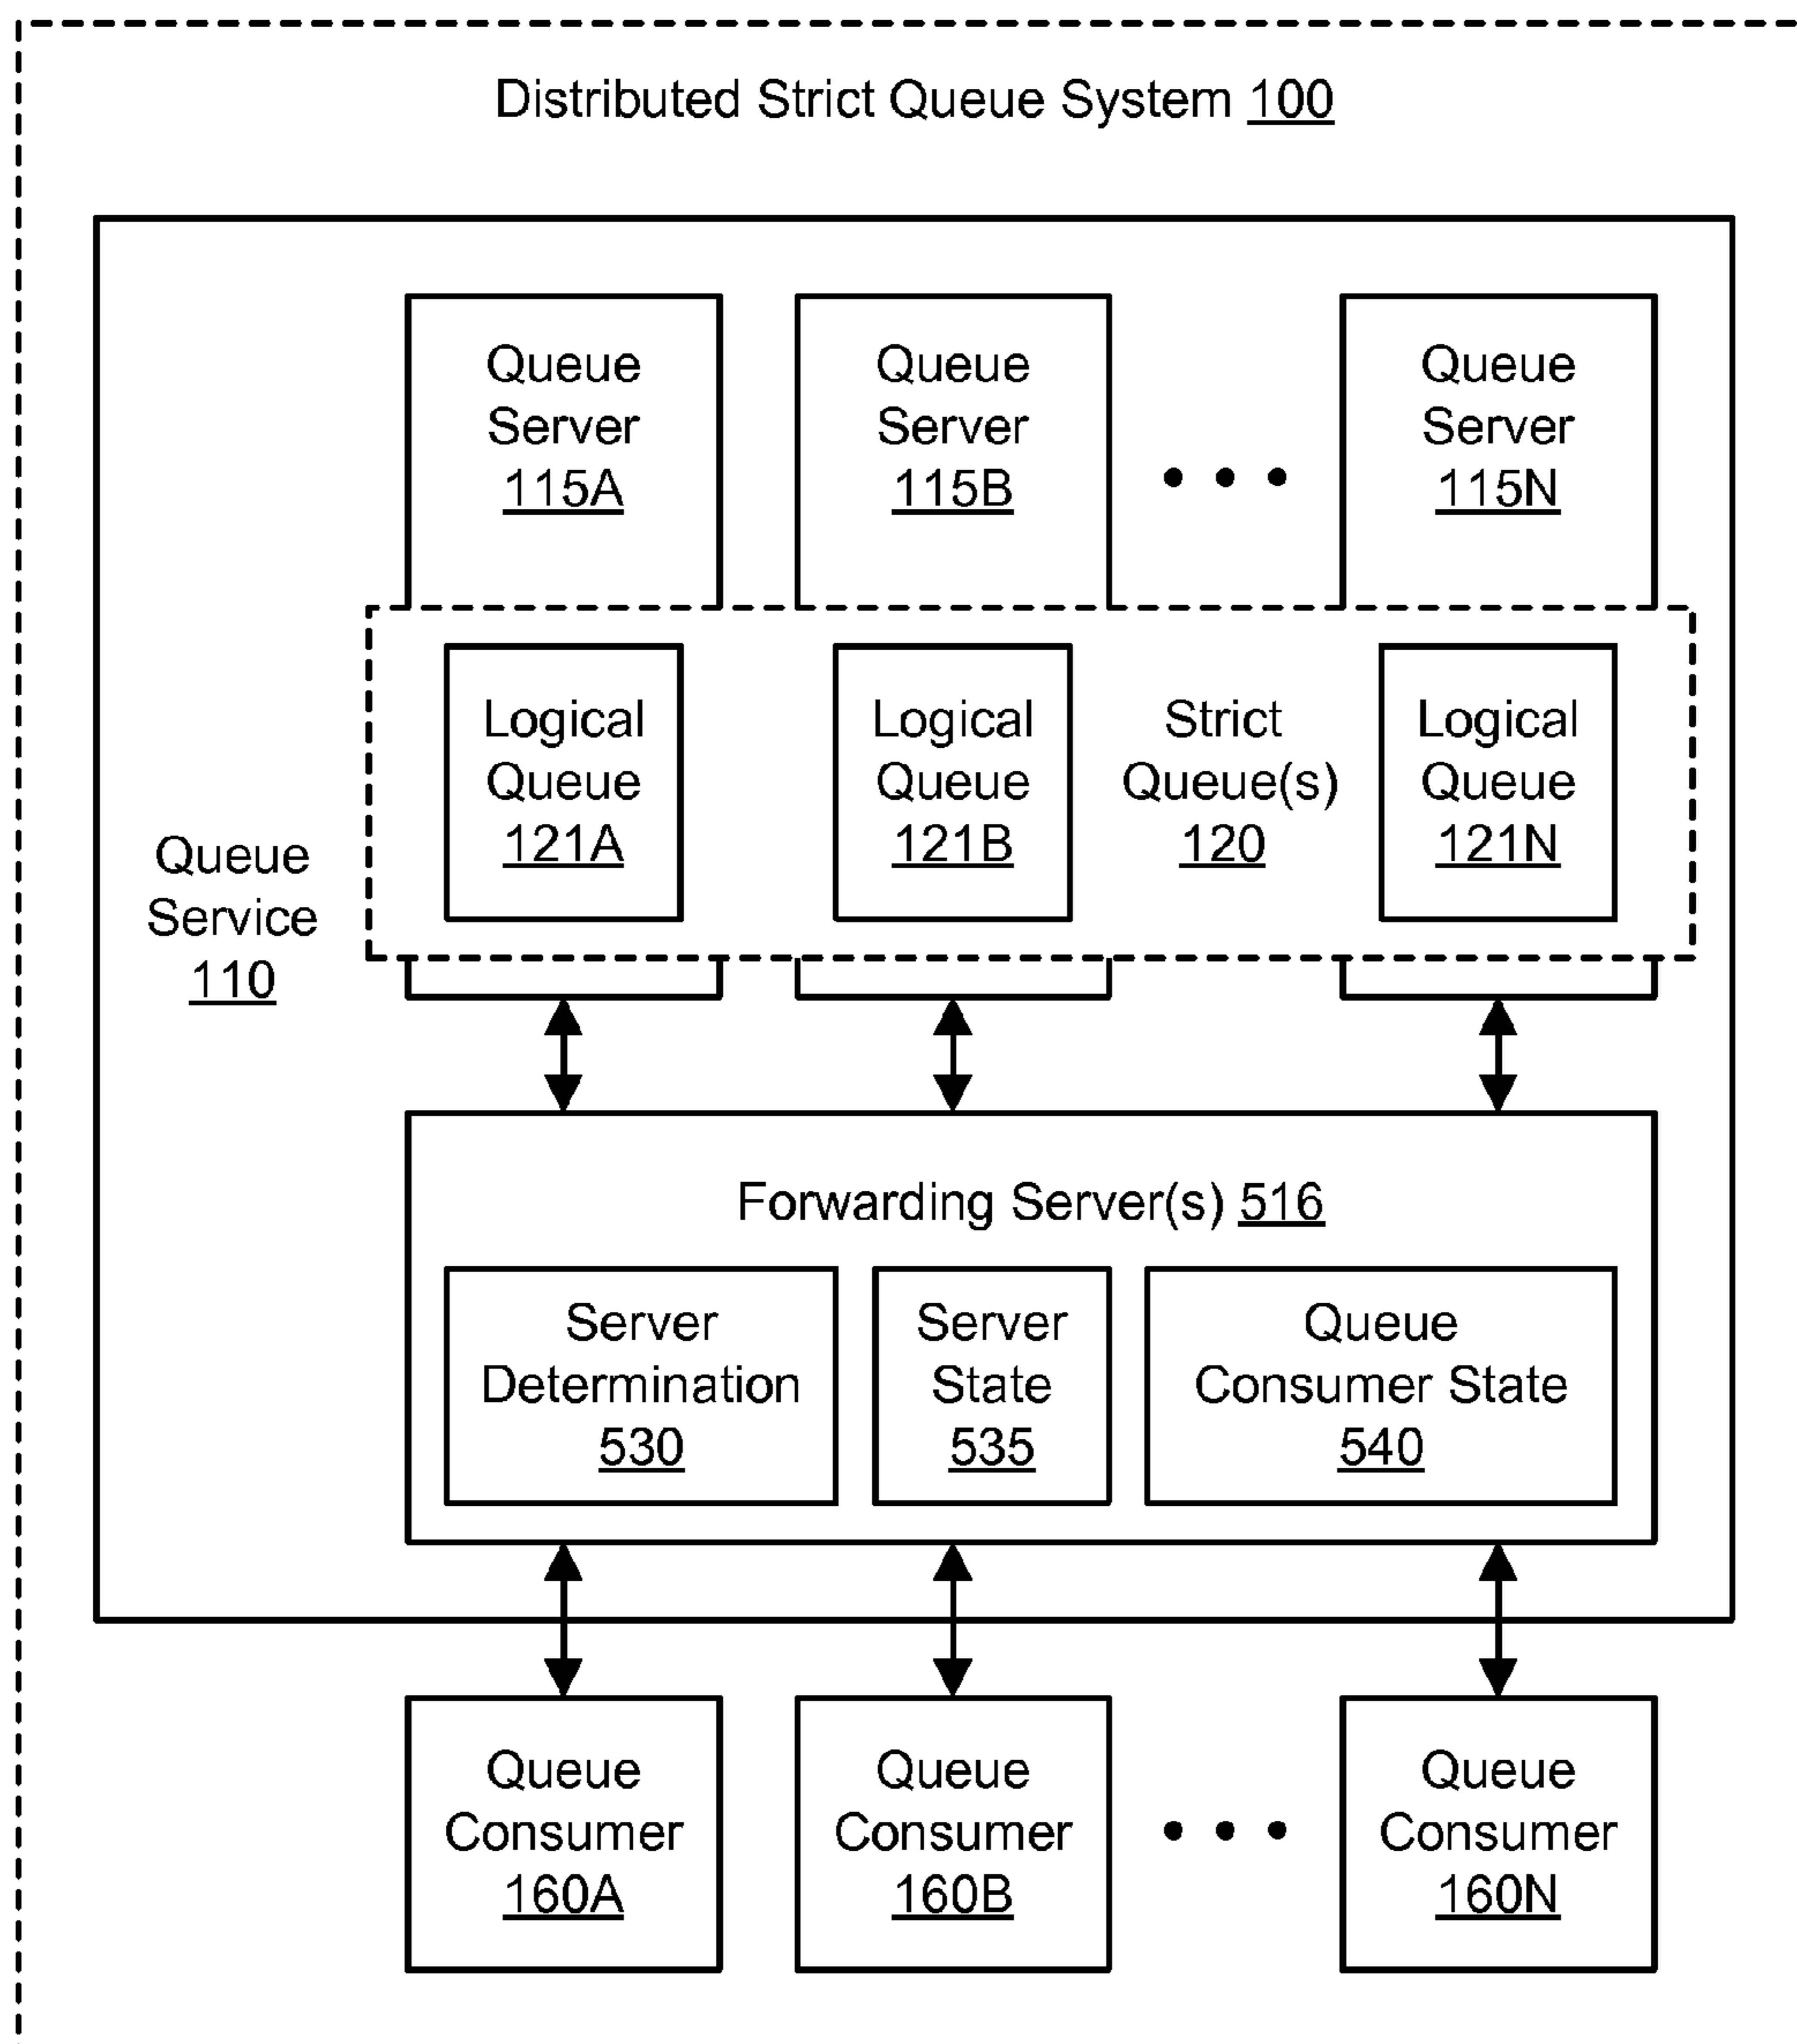 Distributed Strict Queue System 100
Queue
Server
115A
Queue
Server
115B
Queue
Server
115N
Logical
Queue
121A
Logical
Queue
121B
Strict
Queue(s)
120
Logical
Queue
121N
Queue
Service
110
Forwarding Server(s) 516
Server
Determination
530
Server
State
535
Queue
Consumer State
540
Queue
Consumer
160A
Queue
Consumer
160B
Queue
Consumer
160N